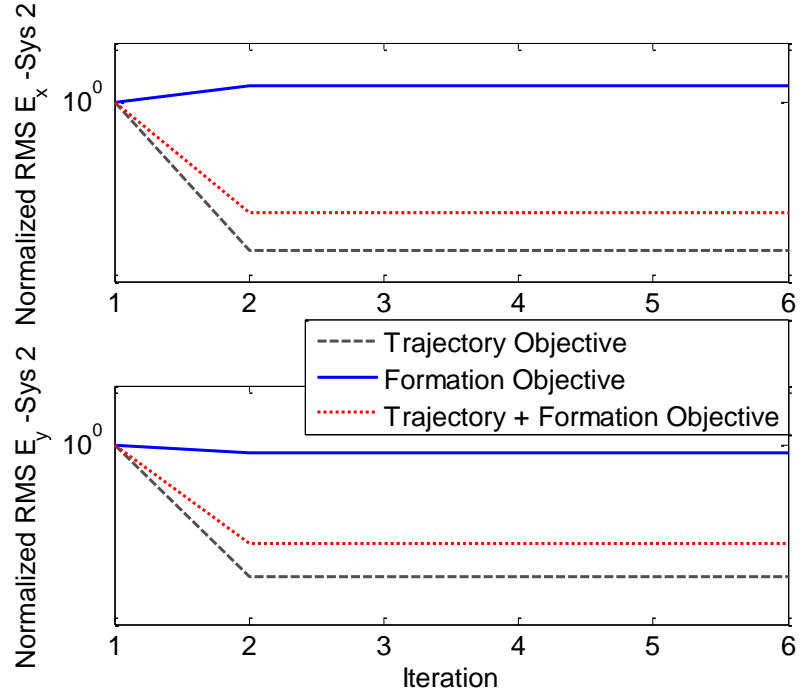 Normalized RMS E_x -Sys 2
10^0
1 2 3 4 5 6
Trajectory Objective
Formation Objective
Trajectory + Formation Objective
Normalized RMS E_y -Sys 2
10^0
1 2 3 4 5 6
Iteration